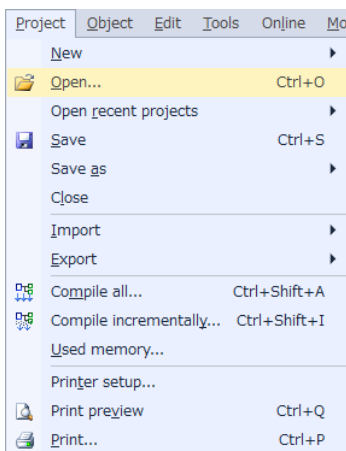 Project Object Edit Tools Online Mo
New
Open... Ctrl+O
Open recent projects
Save Ctrl+S
Save as
Close
Import
Export
Compile all... Ctrl+Shift+A
Compile incrementally... Ctrl+Shift+I
Used memory...
Printer setup...
Print preview Ctrl+Q
Print... Ctrl+P